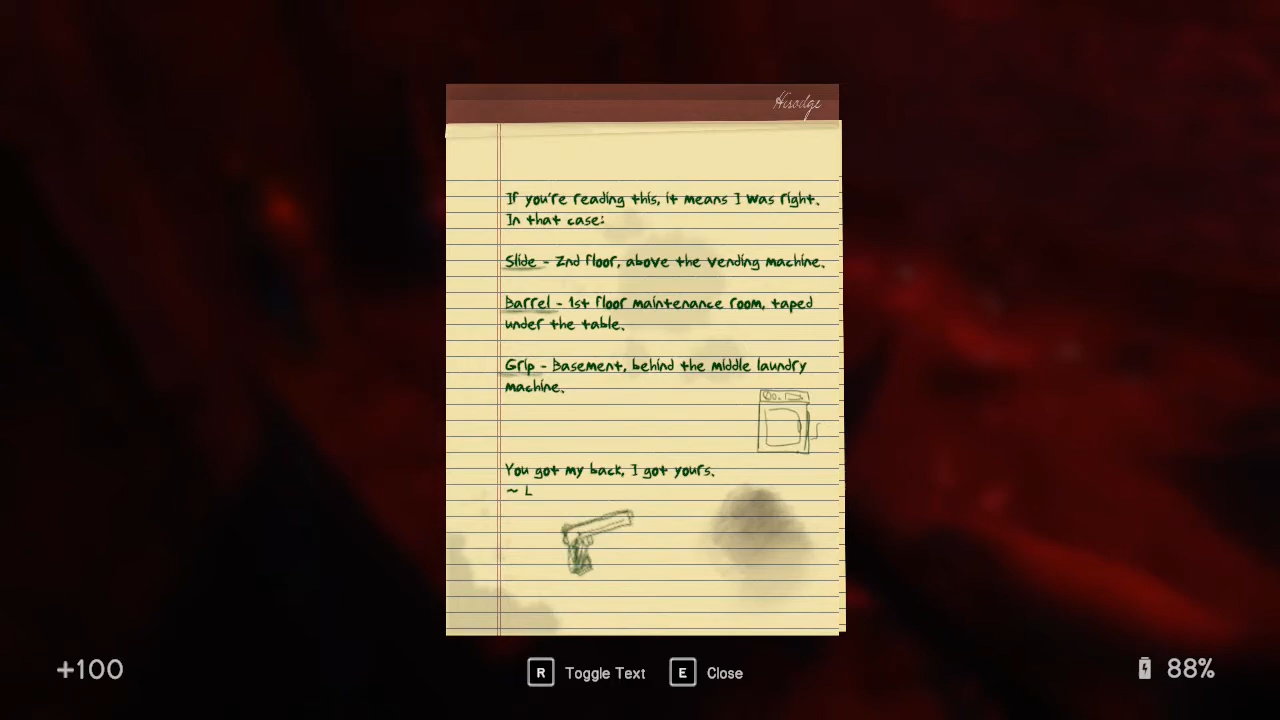 Hisodge
If you're reading this, it means I was right.
In that case:
Slide - 2nd floor, above the vending machine.
Barrel - 1st floor maintenance room, taped
under the table.
Grip - Basement, behind the middle laundry
machine.
You got my back, I got yours.
~ L
+100
R Toggle Text E Close
88%